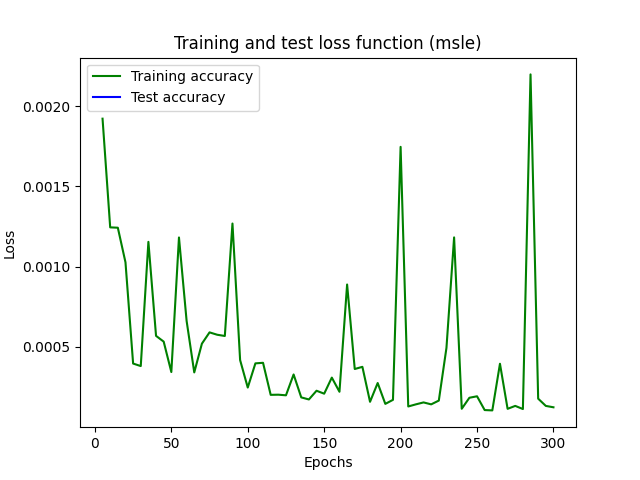 Training and test loss function (msle)
Training accuracy
Test accuracy
0.0020
0.0015
0.0010
0.0005
Loss
0 50 100 150 200 250 300
Epochs